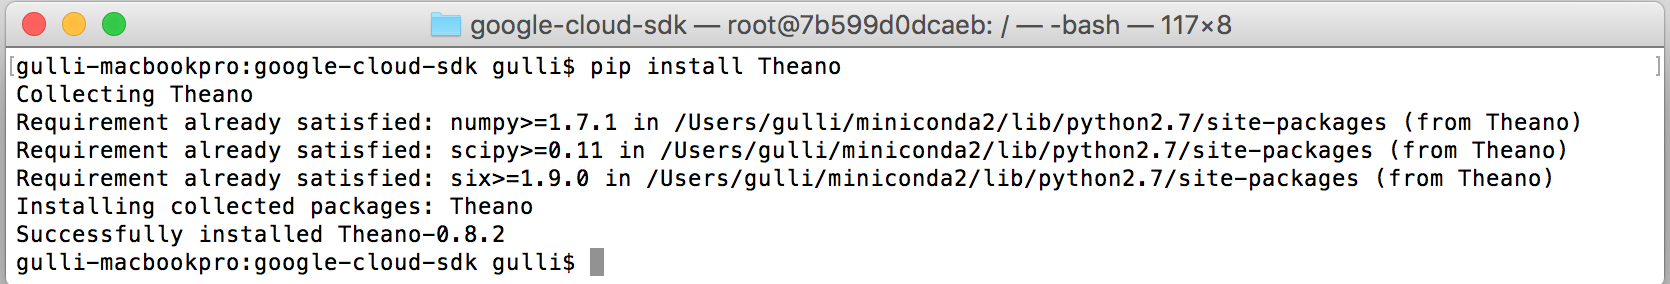 google-cloud-sdk — root@7b599d0dcaeb: / — -bash — 117×8
[gulli-macbookpro:google-cloud-sdk gulli$ pip install Theano ]
Collecting Theano
Requirement already satisfied: numpy>=1.7.1 in /Users/gulli/miniconda2/lib/python2.7/site-packages (from Theano)
Requirement already satisfied: scipy>=0.11 in /Users/gulli/miniconda2/lib/python2.7/site-packages (from Theano)
Requirement already satisfied: six>=1.9.0 in /Users/gulli/miniconda2/lib/python2.7/site-packages (from Theano)
Installing collected packages: Theano
Successfully installed Theano-0.8.2
gulli-macbookpro:google-cloud-sdk gulli$